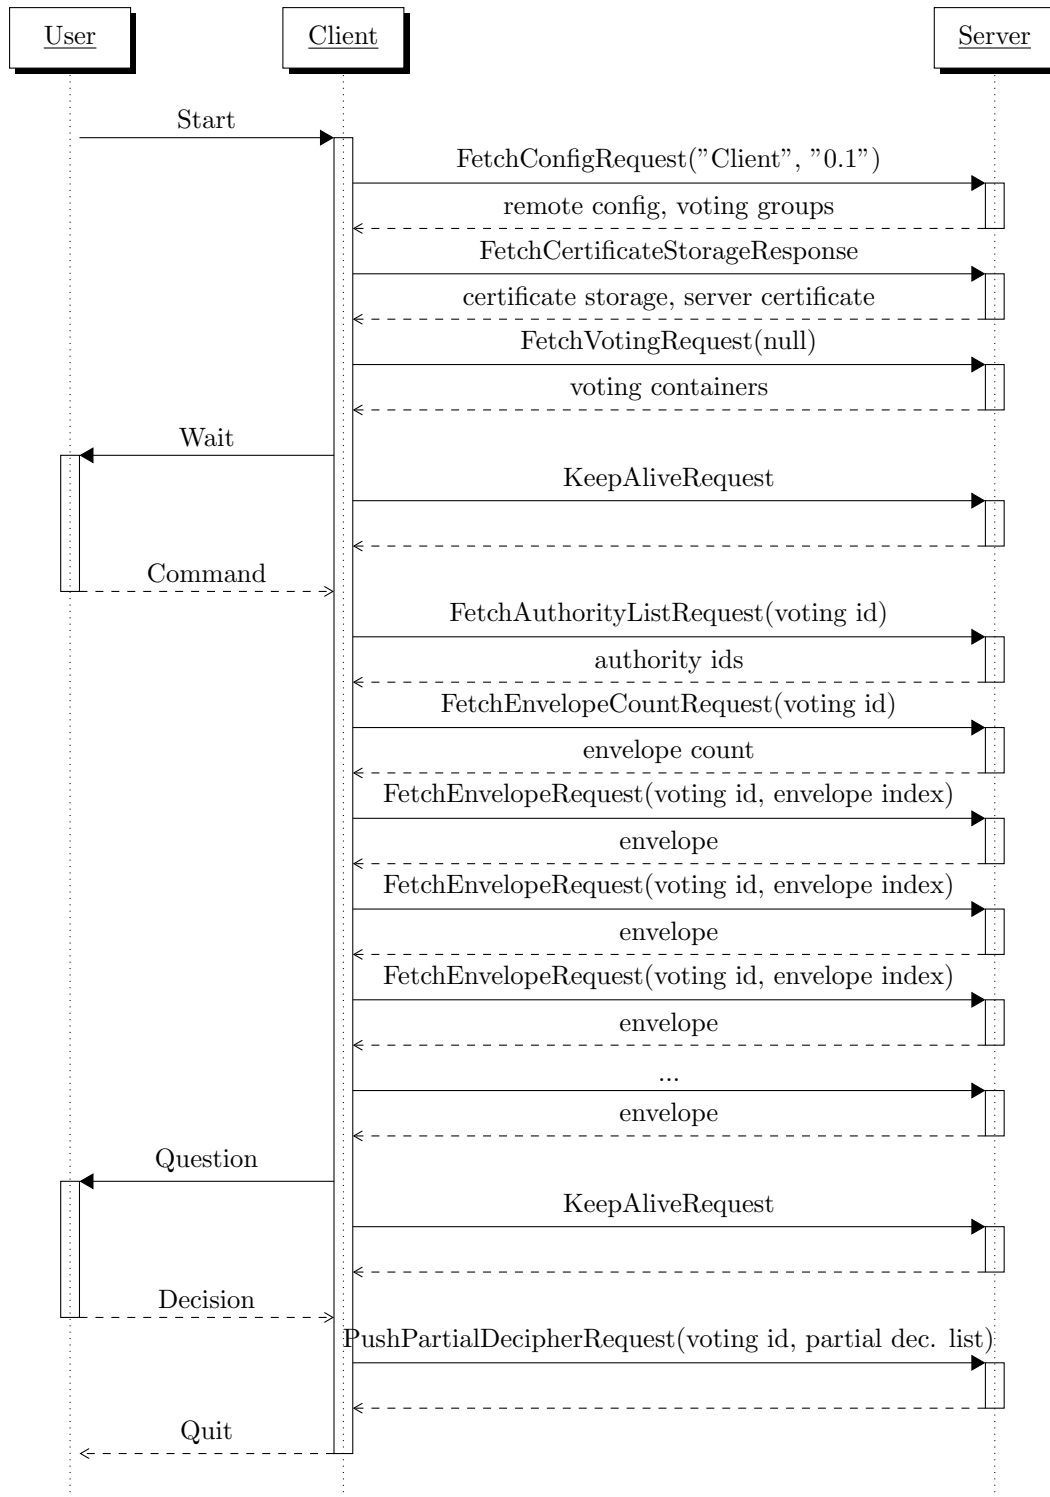 User
Client
Server
Start
FetchConfigRequest(”Client”, ”0.1”)
remote config, voting groups
FetchCertificateStorageResponse
certificate storage, server certificate
FetchVotingRequest(null)
voting containers
Wait
KeepAliveRequest
Command
FetchAuthorityListRequest(voting id)
authority ids
FetchEnvelopeCountRequest(voting id)
envelope count
FetchEnvelopeRequest(voting id, envelope index)
envelope
FetchEnvelopeRequest(voting id, envelope index)
envelope
FetchEnvelopeRequest(voting id, envelope index)
envelope
...
envelope
Question
KeepAliveRequest
Decision
PushPartialDecipherRequest(voting id, partial dec. list)
Quit